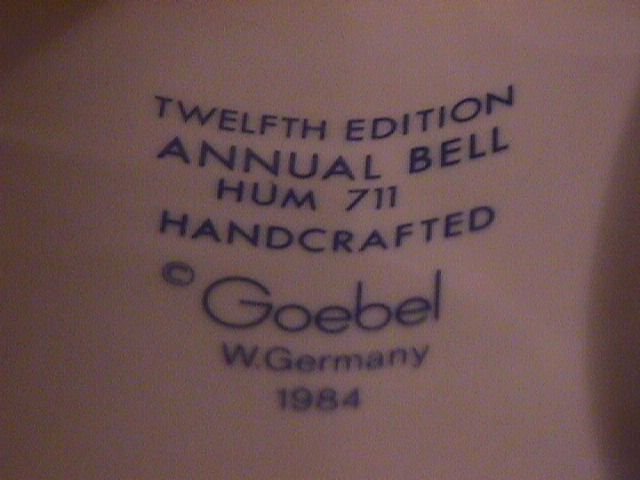 TWELFTH EDITION
ANNUAL BELL
HUM 711
HANDCRAFTED
© Goebel
W. Germany
1984